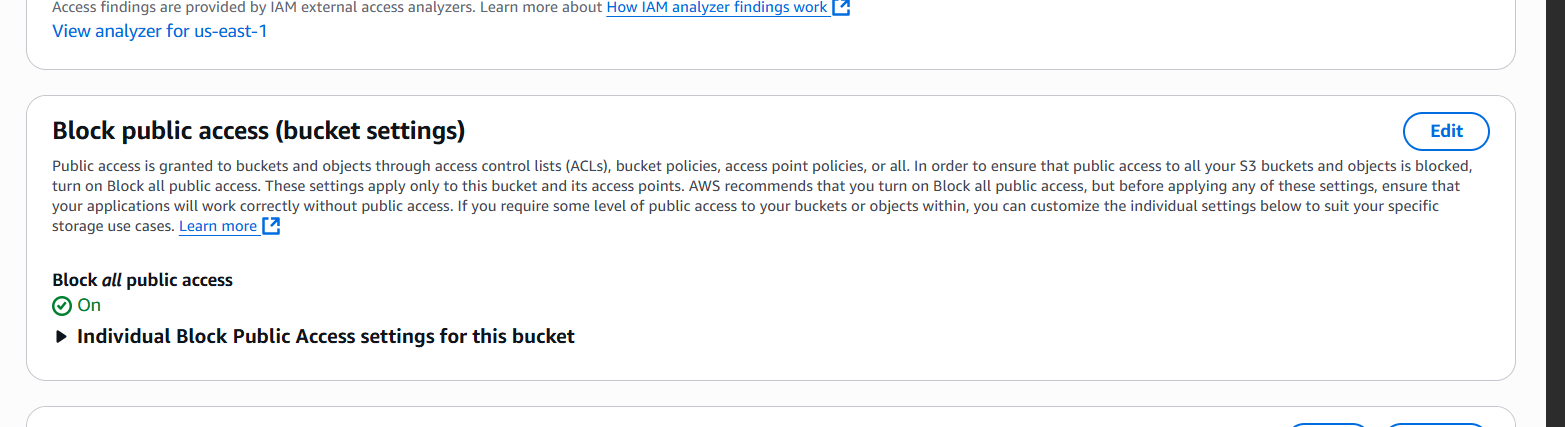 Access findings are provided by IAM external access analyzers. Learn more about How IAM analyzer findings work
View analyzer for us-east-1
Block public access (bucket settings)
Edit
Public access is granted to buckets and objects through access control lists (ACLs), bucket policies, access point policies, or all. In order to ensure that public access to all your S3 buckets and objects is blocked,
turn on Block all public access. These settings apply only to this bucket and its access points. AWS recommends that you turn on Block all public access, but before applying any of these settings, ensure that
your applications will work correctly without public access. If you require some level of public access to your buckets or objects within, you can customize the individual settings below to suit your specific
storage use cases. Learn more
Block all public access
On
Individual Block Public Access settings for this bucket